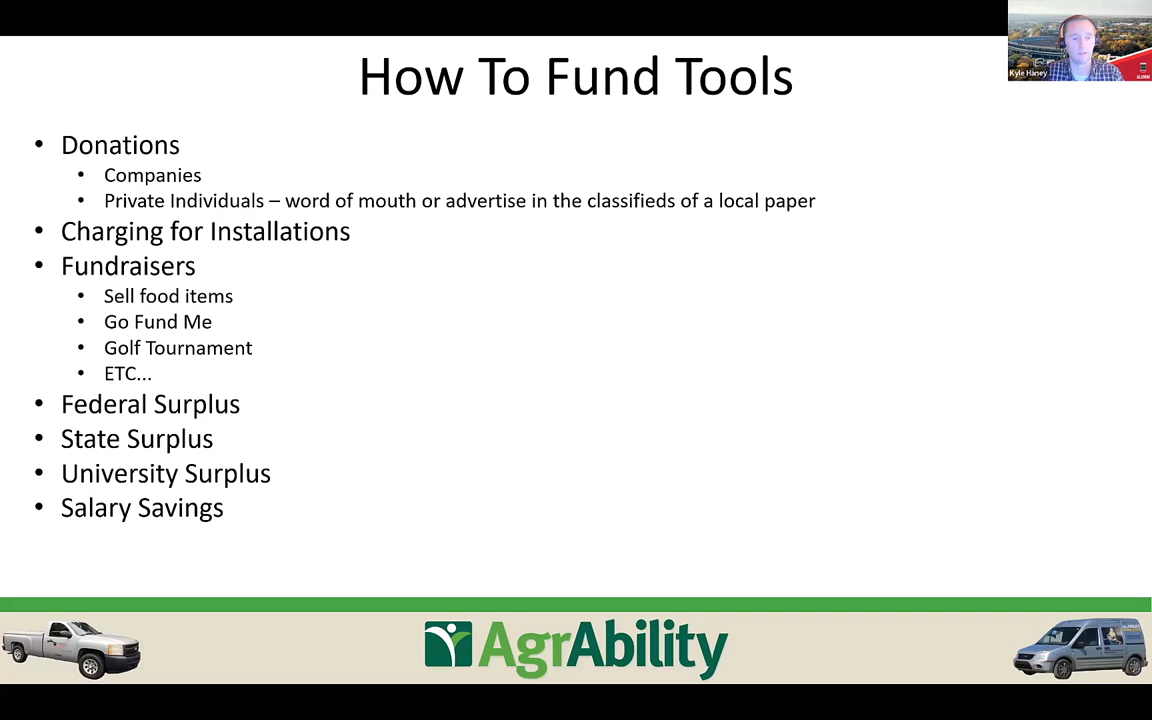 How To Fund Tools
Kyle Haney
ALUMNI
• Donations
• Companies
• Private Individuals – word of mouth or advertise in the classifieds of a local paper
• Charging for Installations
• Fundraisers
• Sell food items
• Go Fund Me
• Golf Tournament
• ETC...
• Federal Surplus
• State Surplus
• University Surplus
• Salary Savings
AgrAbility